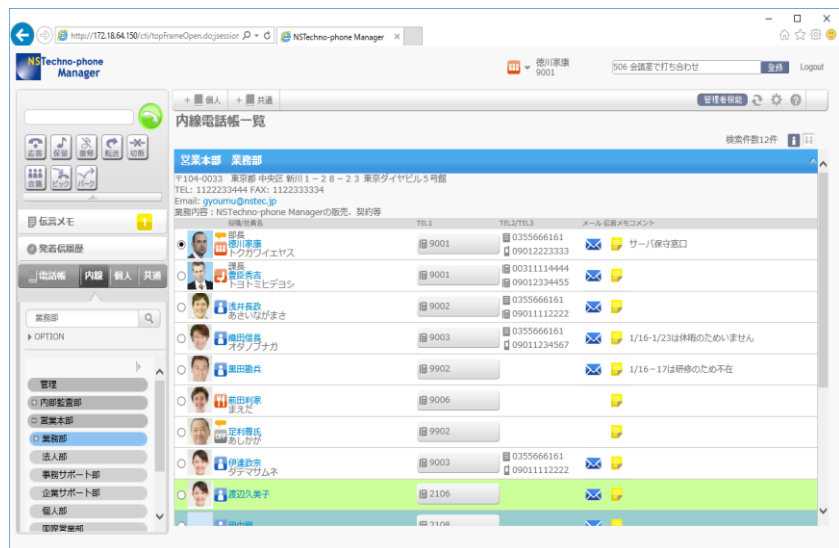 http://172.18.64.150/cti/topFrameOpen.do;jsessior
NSTechno-phone Manager
NSTechno-phone
Manager
徳川家康
9001
506 会議室で打ち合わせ
登録
Logout
+ 個人 + 共通
管理者機能
内線電話帳一覧
検索件数12件
応答 保留 復帰 転送 切断
会議 ピック パーク
伝言メモ 1
発着信履歴
電話帳 内線 個人 共通
業務部
OPTION
管理
内部監査部
営業本部
業務部
法人部
事務サポート部
企業サポート部
個人部
国際営業部
営業本部 業務部
〒104-0033 東京都 中央区 新川1-28-23 東京ダイヤビル5号館
TEL: 1122233444 FAX: 1122233334
Email: gyoumu@nstec.jp
業務内容：NSTechno-phone Managerの販売、契約等
役職/社員名 TEL1 TEL2/TEL3 メール 伝言メモ コメント
部長
徳川家康 9001 0355666161 サーバ保守窓口
トクガワイエヤス 09012223333
課長
豊臣秀吉 9001 00311114444
トヨトミヒデヨシ 09012334455
浅井長政 9002 0355666161
あさいながまさ 09011112222
織田信長 9003 0355666161 1/16-1/23は休暇のためいません
オダノブナガ 09011234567
黒田勘兵 9902 1/16-17は研修のため不在
前田利家 9006
まえだ
OFF 足利善氏 9902
あしかが
伊達政宗 9003 0355666161
ダテマサムネ 09011112222
渡辺久美子 2106
2108